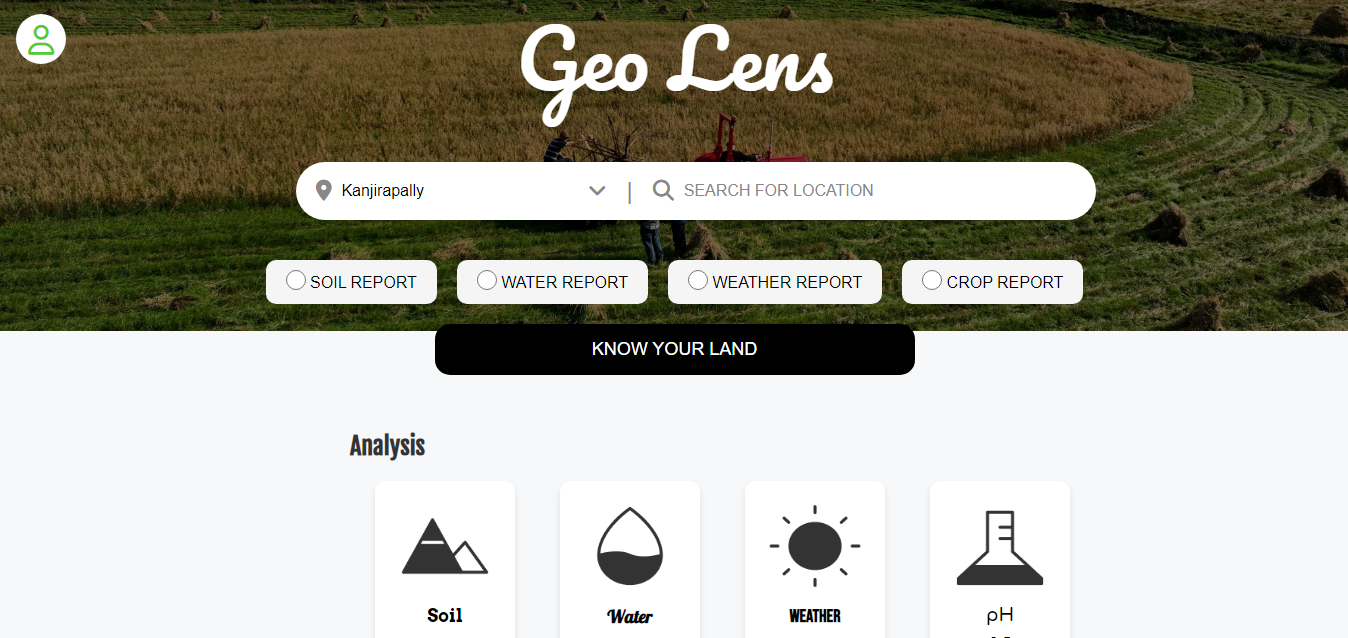 Geo Lens
Kanjirapally | SEARCH FOR LOCATION
SOIL REPORT WATER REPORT WEATHER REPORT CROP REPORT
KNOW YOUR LAND
Analysis
Soil Water WEATHER pH